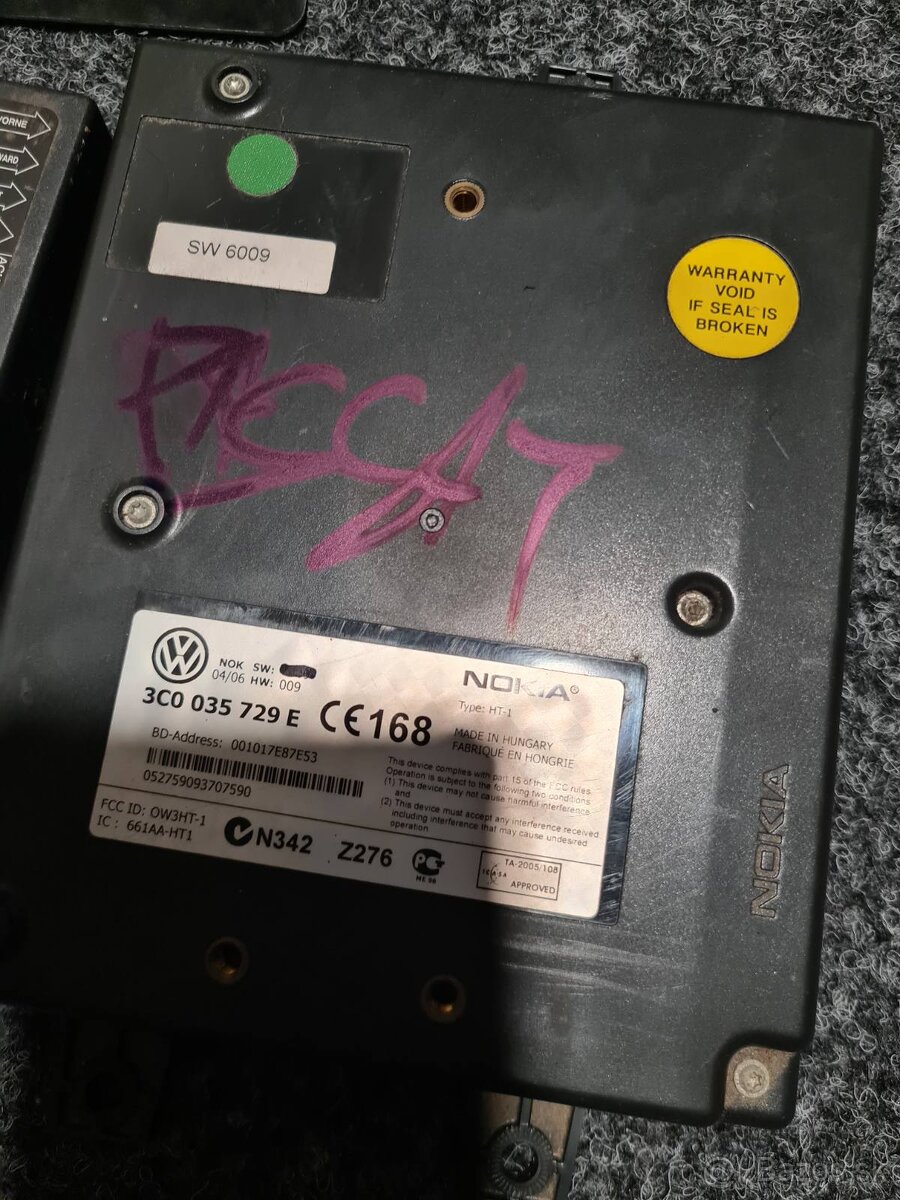 VORNE
WARD
SW 6009
WARRANTY
VOID
IF SEAL IS
BROKEN
NOK SW:
04/06 HW: 009
3C0 035 729 E
CE168
BD-Address: 001017E87E53
052759093707590
FCC ID: OW3HT-1
IC : 661AA-HT1
N342 Z276
NOKIA®
Type: HT-1
MADE IN HUNGARY
FABRIQUÉ EN HONGRIE
This device complies with part 15 of the FCC rules
Operation is subject to the following two conditions
(1) This device may not cause harmful interference
and
(2) This device must accept any interference received
including interference that may cause undesired
operation
TA-2005/108
APPROVED
NOKIA